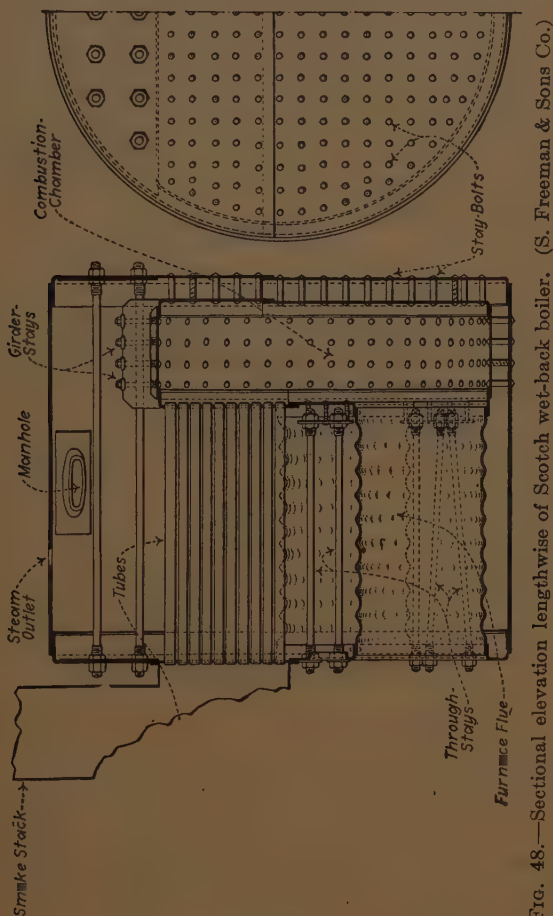 Smoke Stack
Steam
Outlet
Manhole
Girder-
Stays
Combustion-
Chamber
Tubes
Through-
Stays
Furnace Flue
Stay-Bolts
FIG. 48.—Sectional elevation lengthwise of Scotch wet-back boiler. (S. Freeman & Sons Co.)